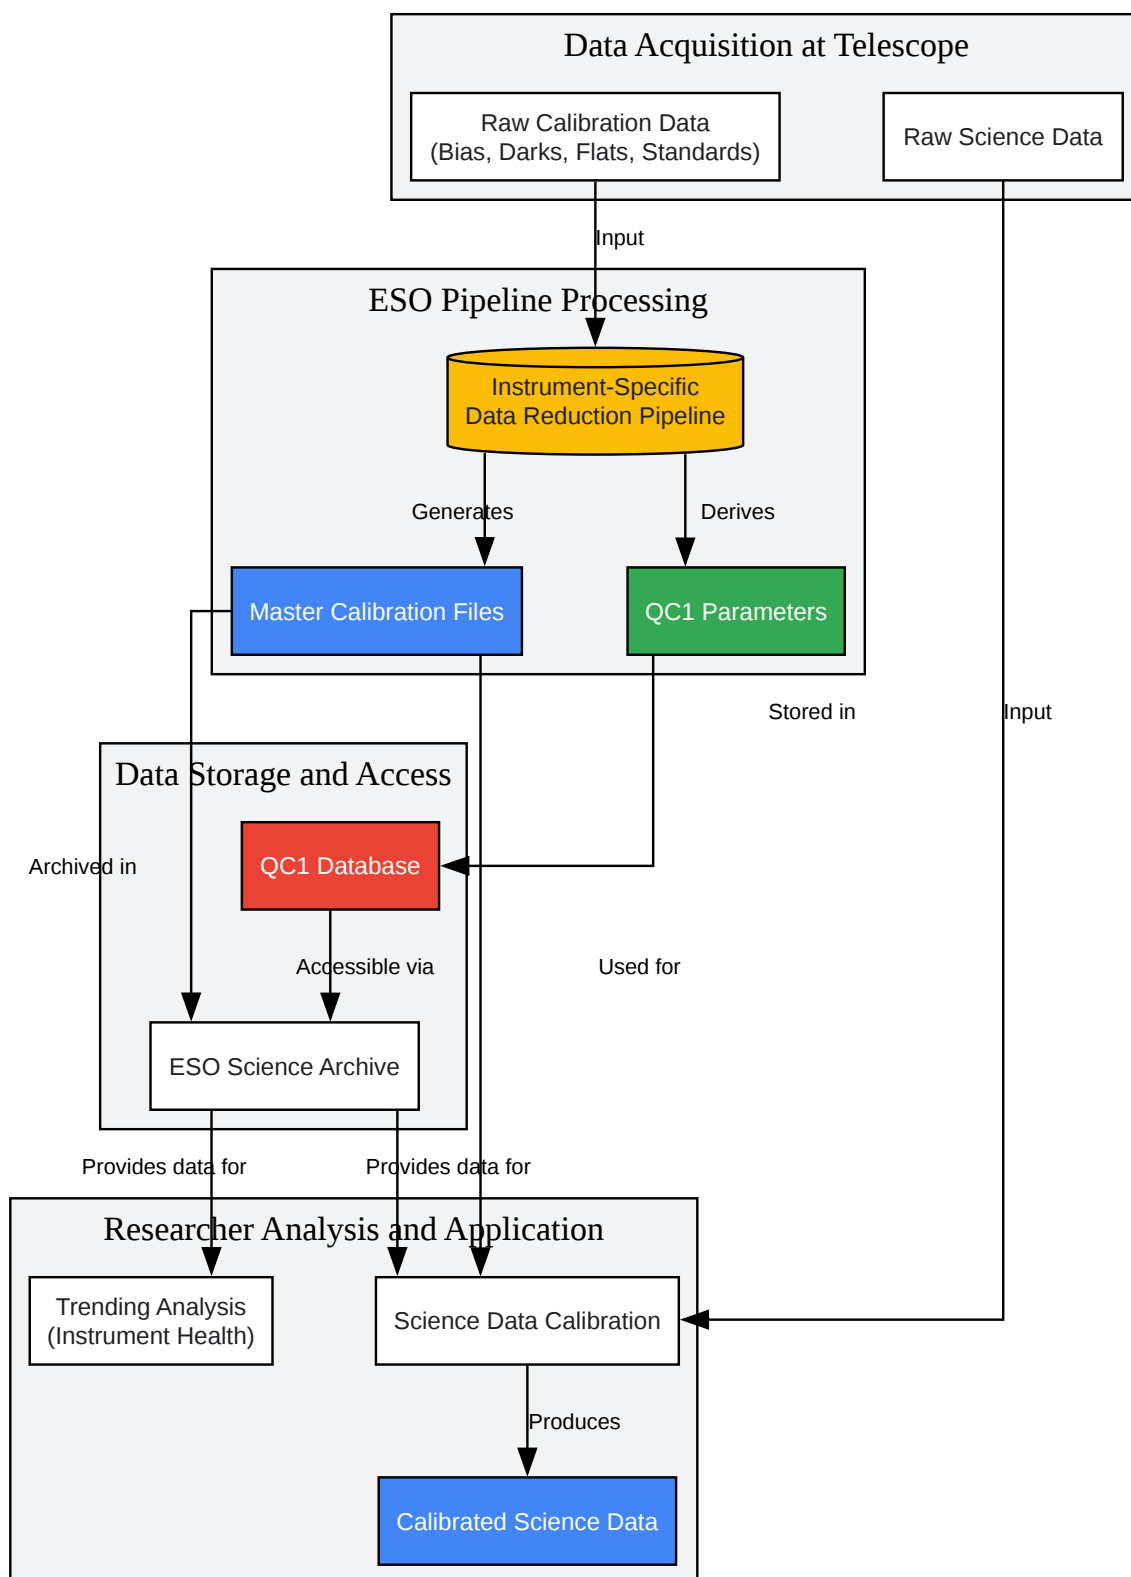 Data Acquisition at Telescope
Raw Calibration Data
(Bias, Darks, Flats, Standards)
Raw Science Data
Input
ESO Pipeline Processing
Instrument-Specific
Data Reduction Pipeline
Generates
Derives
Master Calibration Files
QC1 Parameters
Stored in
Input
Data Storage and Access
QC1 Database
Archived in
Accessible via
Used for
ESO Science Archive
Provides data for
Provides data for
Researcher Analysis and Application
Trending Analysis
(Instrument Health)
Science Data Calibration
Produces
Calibrated Science Data